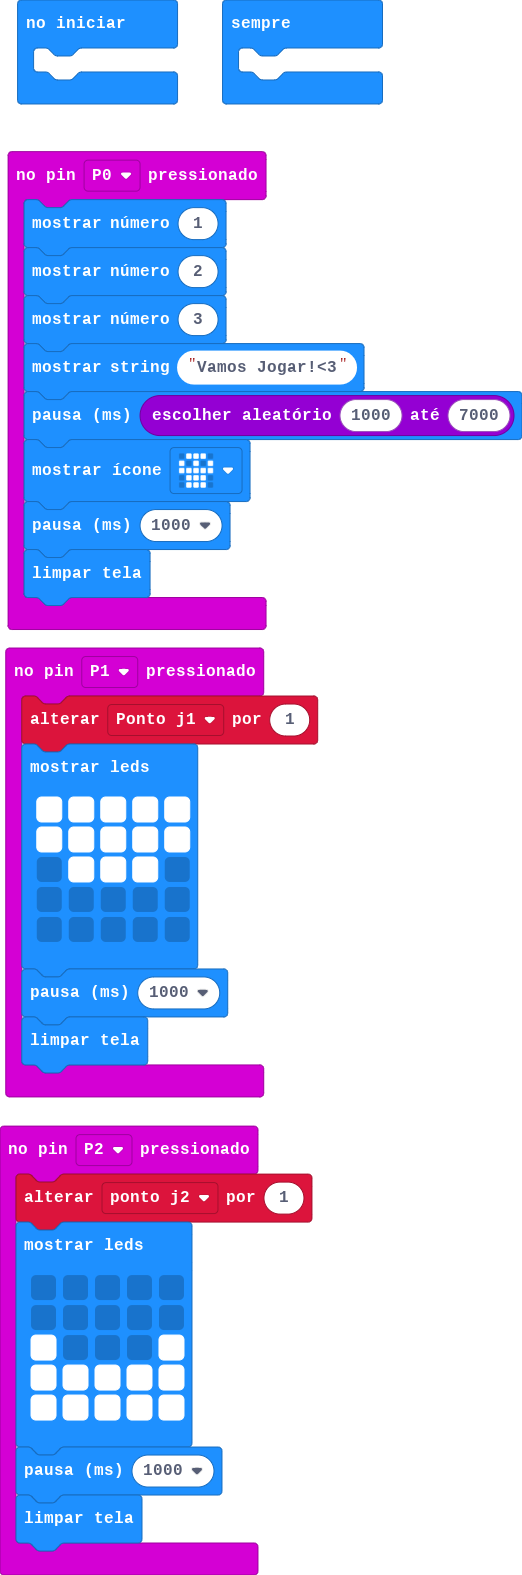 no iniciar
sempre
no pin P0 pressionado
mostrar número 1
mostrar número 2
mostrar número 3
mostrar string "Vamos Jogar!<3"
pausa (ms) escolher aleatório 1000 até 7000
mostrar ícone
pausa (ms) 1000
limpar tela
no pin P1 pressionado
alterar Ponto j1 por 1
mostrar leds
pausa (ms) 1000
limpar tela
no pin P2 pressionado
alterar ponto j2 por 1
mostrar leds
pausa (ms) 1000
limpar tela